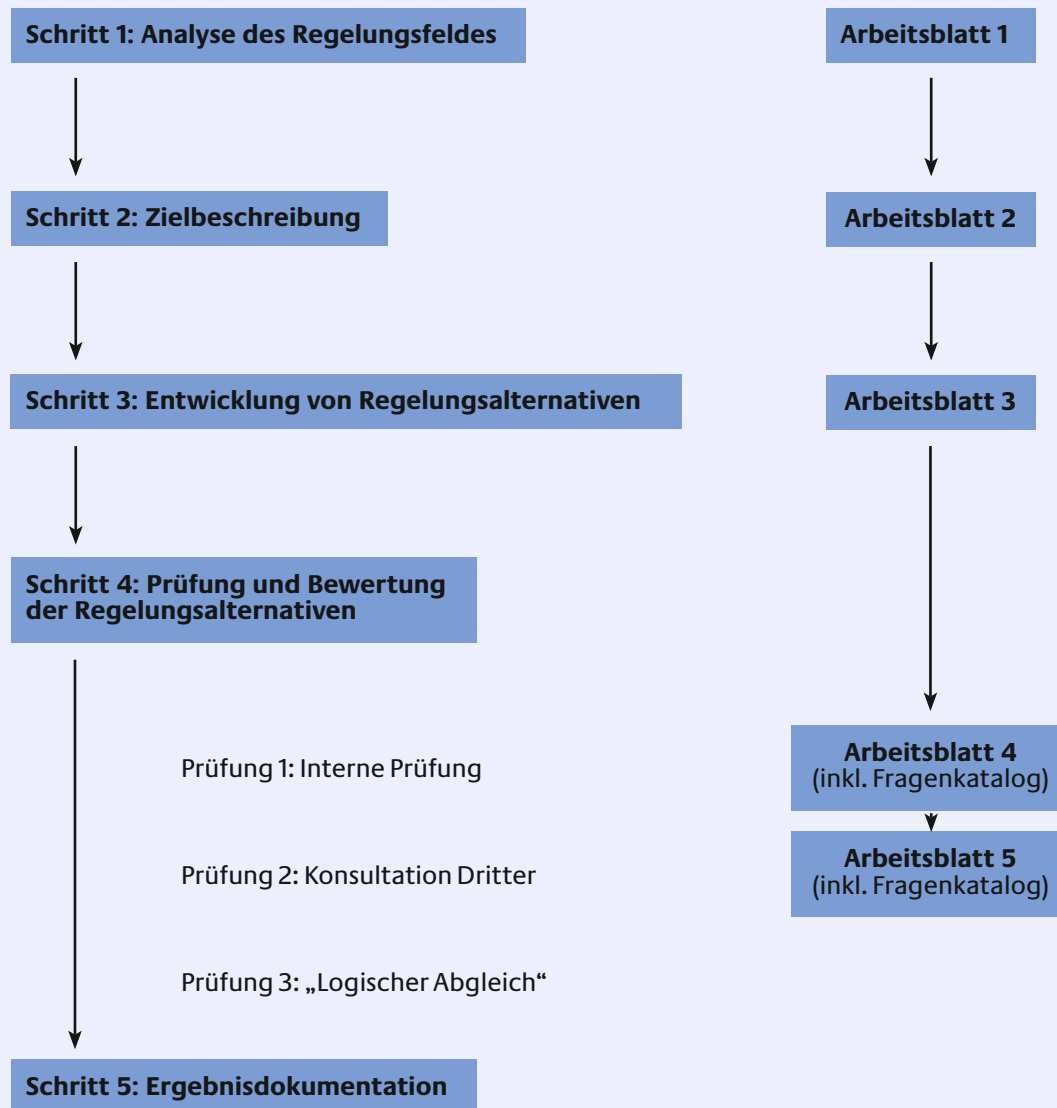 Schritt 1: Analyse des Regelungsfeldes
Arbeitsblatt 1
Schritt 2: Zielbeschreibung
Arbeitsblatt 2
Schritt 3: Entwicklung von Regelungsalternativen
Arbeitsblatt 3
Schritt 4: Prüfung und Bewertung
der Regelungsalternativen
Prüfung 1: Interne Prüfung
Arbeitsblatt 4
(inkl. Fragenkatalog)
Prüfung 2: Konsultation Dritter
Arbeitsblatt 5
(inkl. Fragenkatalog)
Prüfung 3: „Logischer Abgleich“
Schritt 5: Ergebnisdokumentation